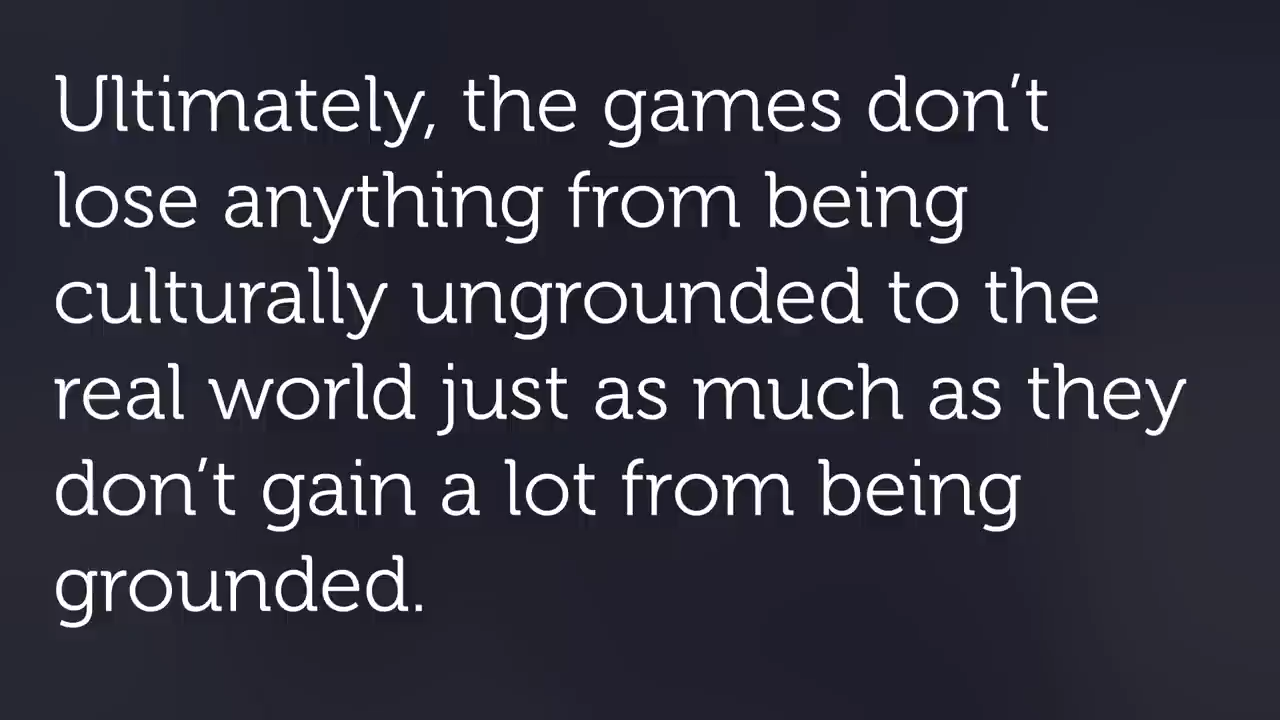 Ultimately, the games don’t
lose anything from being
culturally ungrounded to the
real world just as much as they
don’t gain a lot from being
grounded.